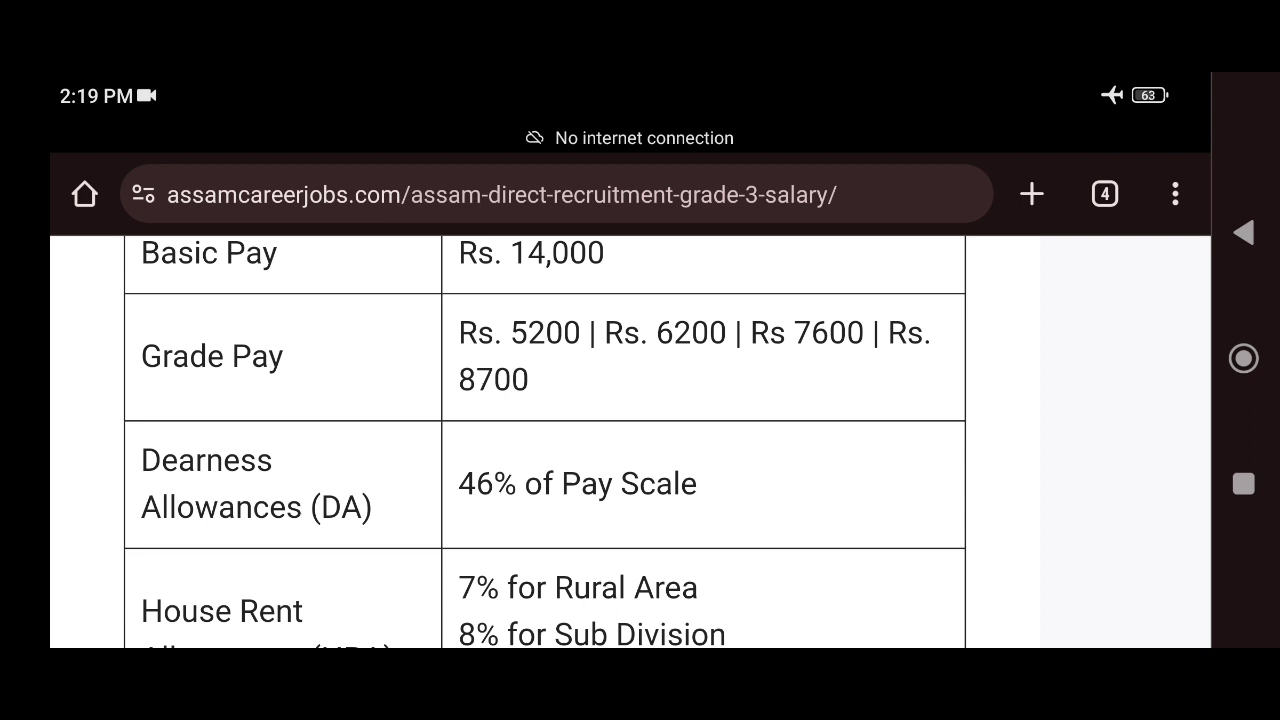 2:19 PM
63
No internet connection
assamcareerjobs.com/assam-direct-recruitment-grade-3-salary/
4
Basic Pay
Rs. 14,000
Grade Pay
Rs. 5200 | Rs. 6200 | Rs 7600 | Rs.
8700
Dearness
Allowances (DA)
46% of Pay Scale
House Rent
7% for Rural Area
8% for Sub Division